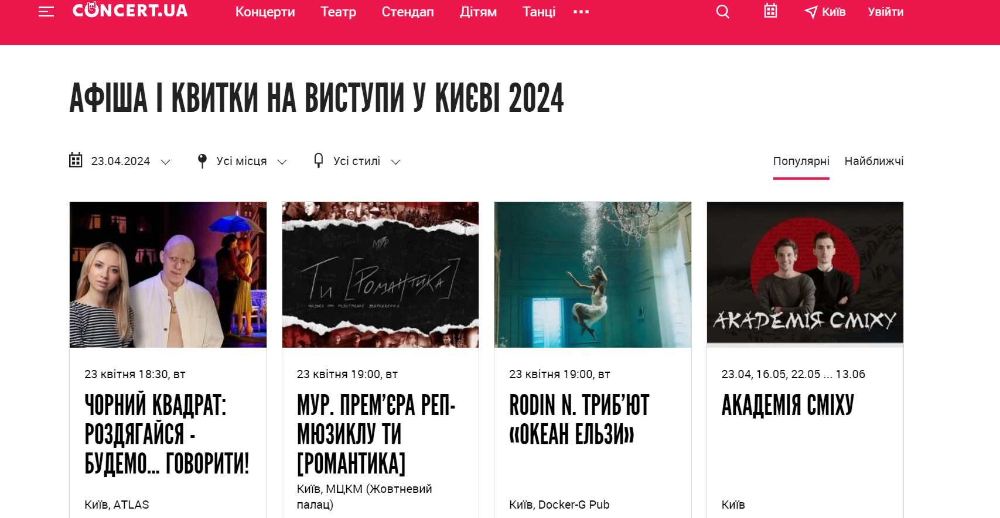 CONCERT.UA
Концерти Театр Стендап Дітям Танці
Київ Увійти
АФІША І КВИТКИ НА ВИСТУПИ У КИЄВІ 2024
23.04.2024 Усі місця Усі стилі
Популярні Найближчі
МУР
Ти [Романтика]
АКАДЕМІЯ СМІХУ
23 квітня 18:30, вт
ЧОРНИЙ КВАДРАТ:
РОЗДЯГАЙСЯ -
БУДЕМО... ГОВОРИТИ!
Київ, ATLAS
23 квітня 19:00, вт
МУР. ПРЕМ’ЄРА РЕП-
МЮЗИКЛУ ТИ
[РОМАНТИКА]
Київ, МЦКМ (Жовтневий
палац)
23 квітня 19:00, вт
RODIN N. ТРИБ’ЮТ
«ОКЕАН ЕЛЬЗИ»
Київ, Docker-G Pub
23.04, 16.05, 22.05 ... 13.06
АКАДЕМІЯ СМІХУ
Київ